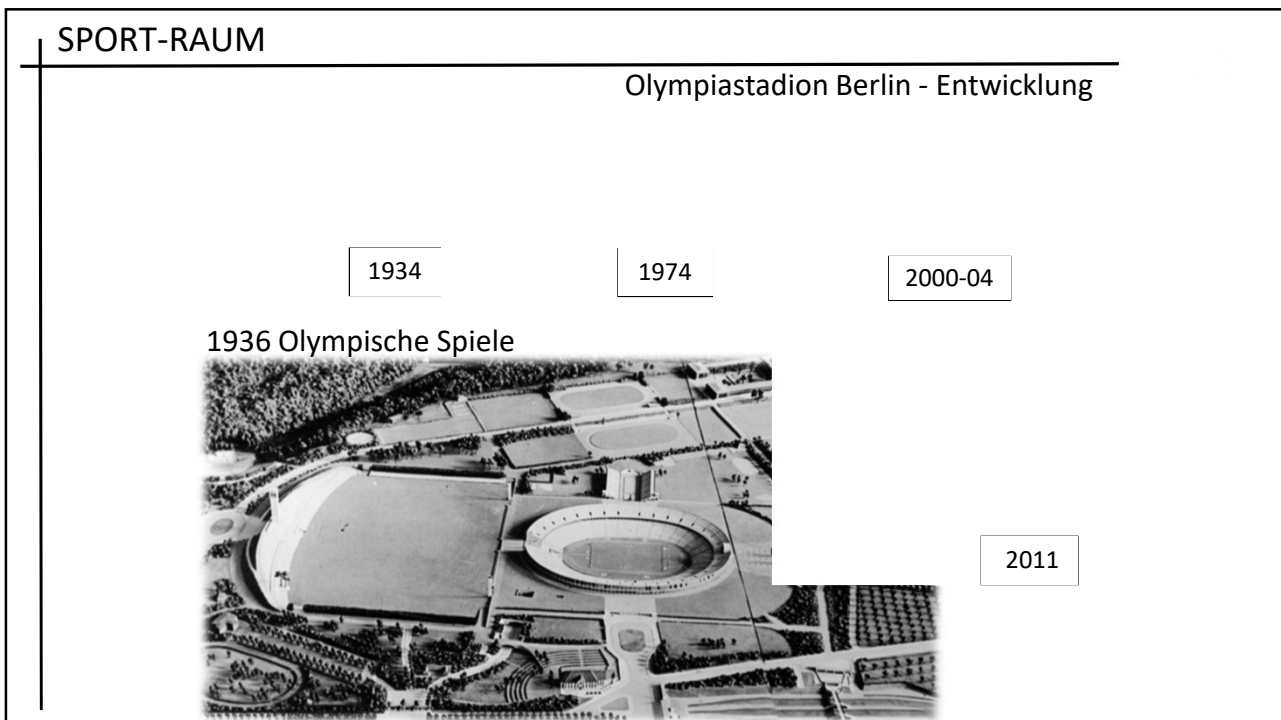 SPORT-RAUM
Olympiastadion Berlin - Entwicklung
1934
1974
2000-04
1936 Olympische Spiele
2011